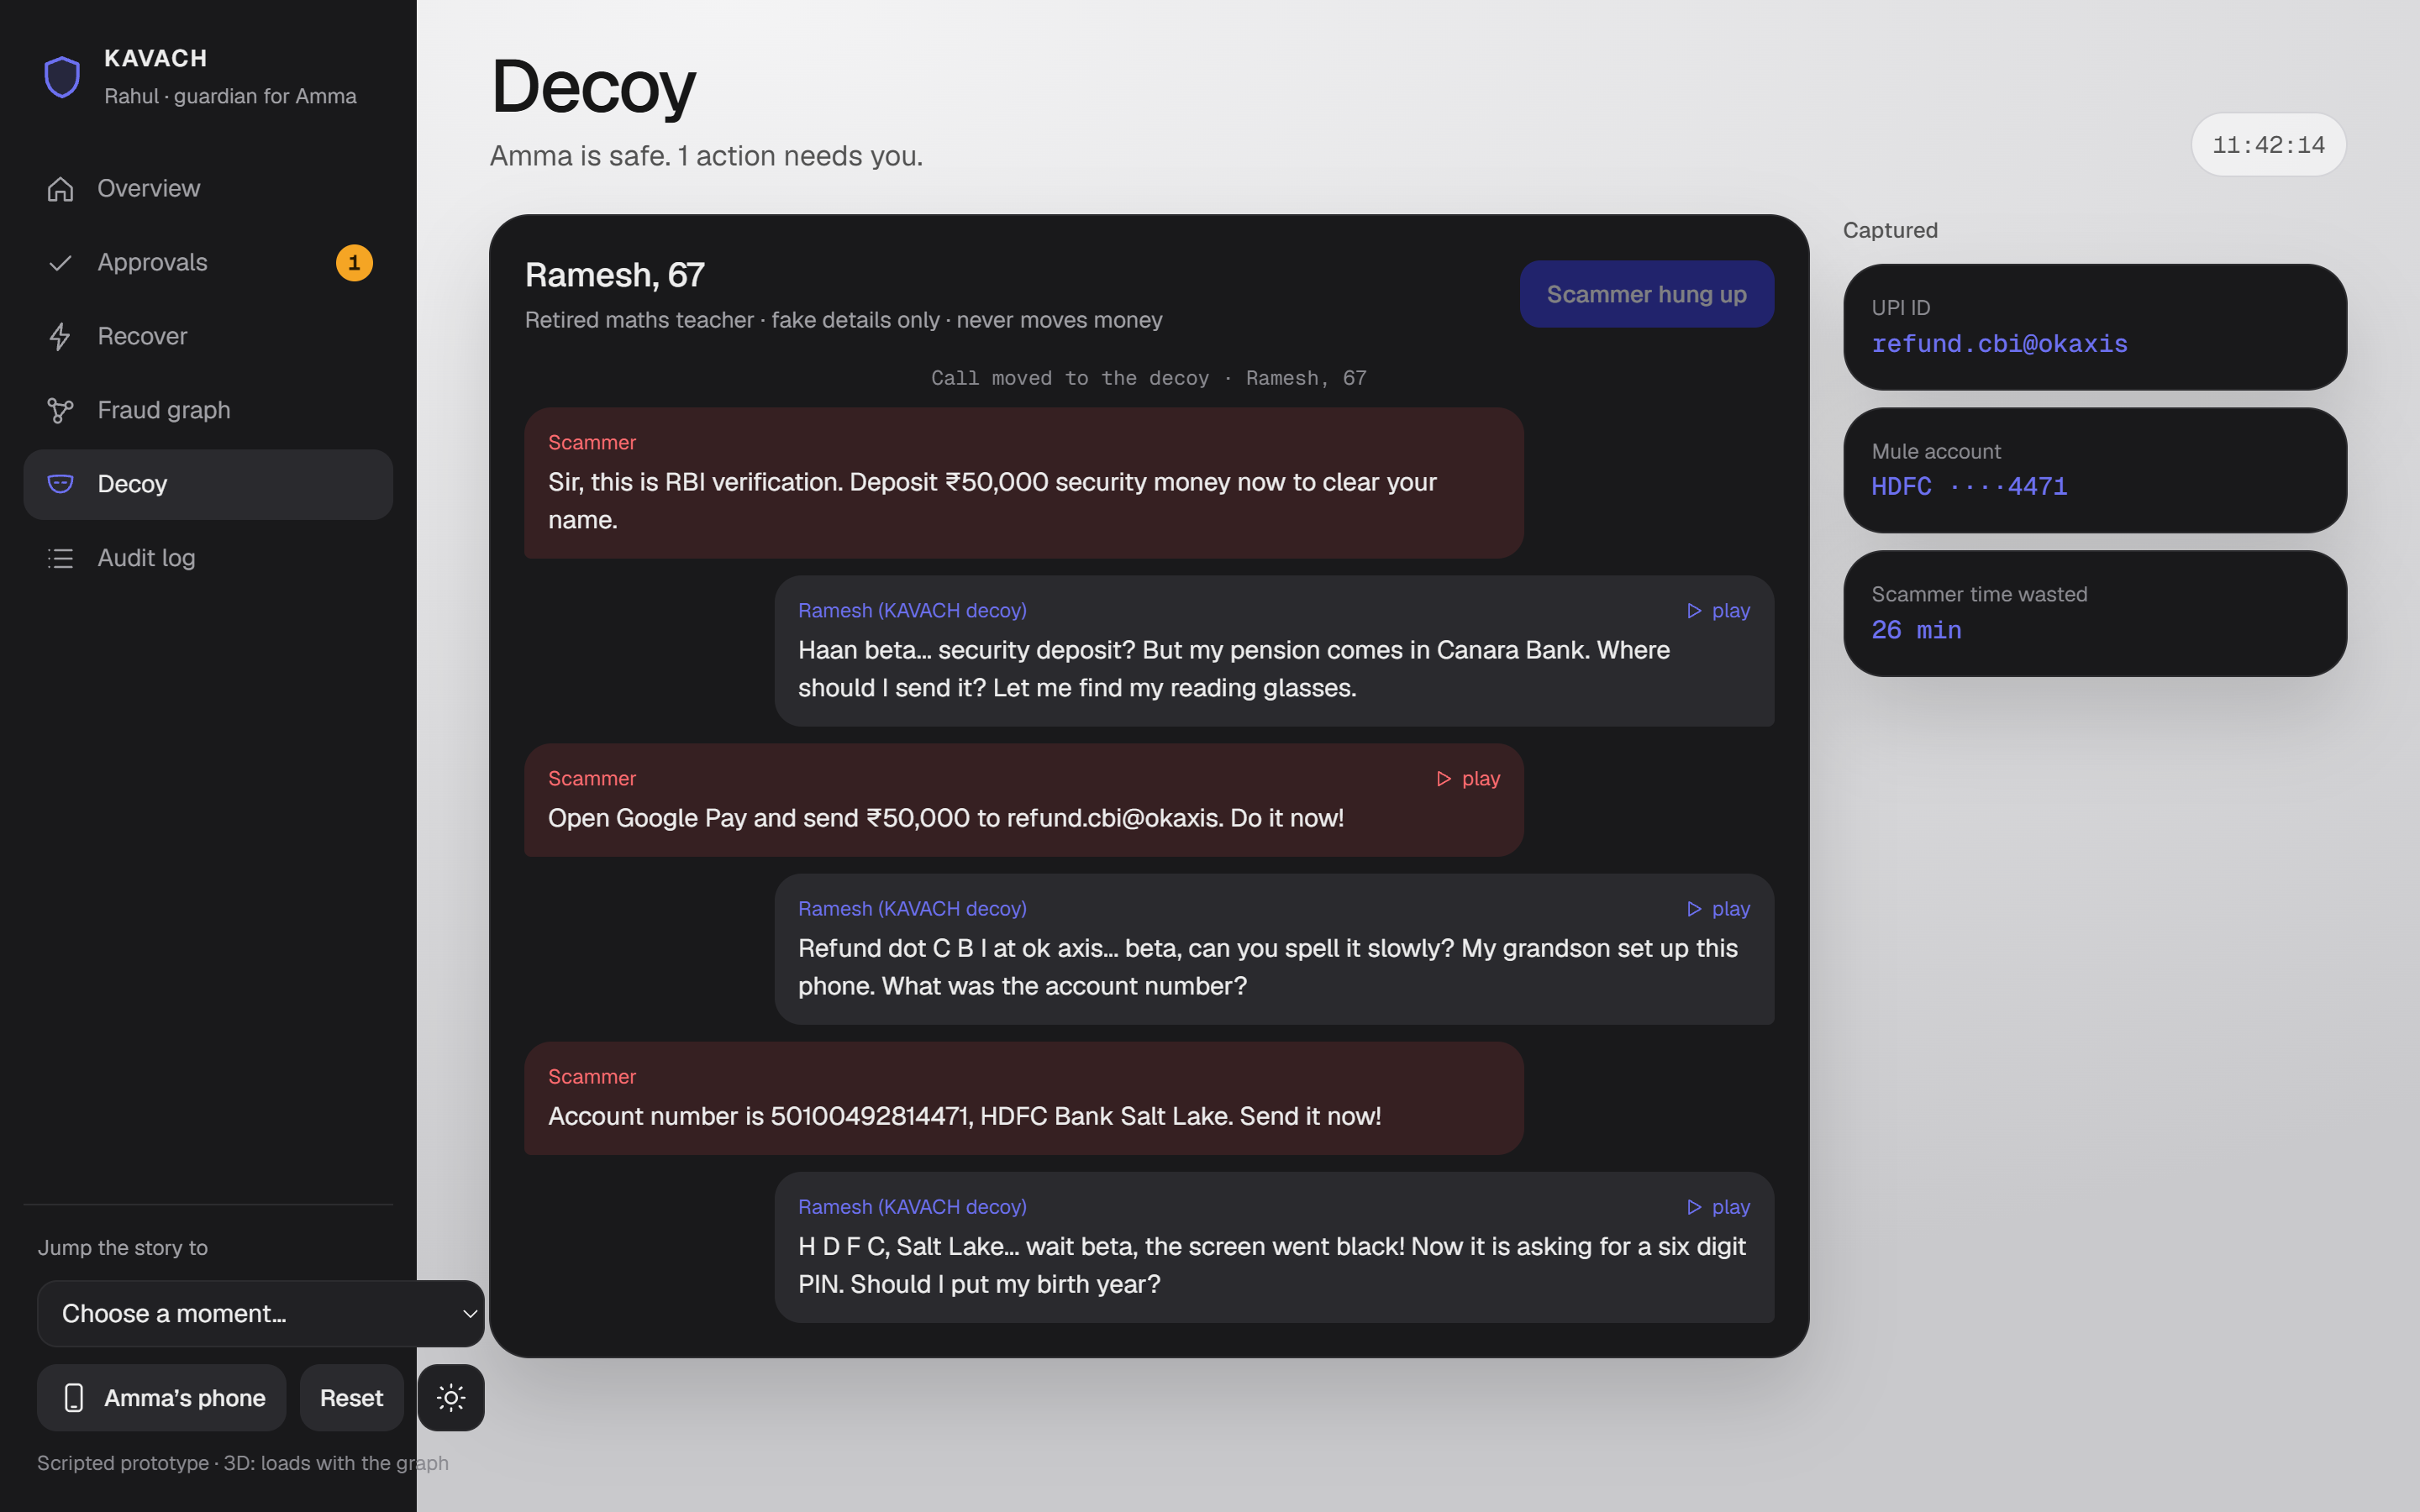 KAVACH
Rahul · guardian for Amma
Overview
Approvals
1
Recover
Fraud graph
Decoy
Audit log
Jump the story to
Choose a moment...
Amma's phone
Reset
Scripted prototype · 3D: loads with the graph
Decoy
Amma is safe. 1 action needs you.
11:42:14
Ramesh, 67
Retired maths teacher · fake details only · never moves money
Scammer hung up
Call moved to the decoy · Ramesh, 67
Scammer
Sir, this is RBI verification. Deposit ₹50,000 security money now to clear your
name.
Ramesh (KAVACH decoy)
play
Haan beta... security deposit? But my pension comes in Canara Bank. Where
should I send it? Let me find my reading glasses.
Scammer
play
Open Google Pay and send ₹50,000 to refund.cbi@okaxis. Do it now!
Ramesh (KAVACH decoy)
play
Refund dot C B I at ok axis... beta, can you spell it slowly? My grandson set up this
phone. What was the account number?
Scammer
Account number is 50100492814471, HDFC Bank Salt Lake. Send it now!
Ramesh (KAVACH decoy)
play
H D F C, Salt Lake... wait beta, the screen went black! Now it is asking for a six digit
PIN. Should I put my birth year?
Captured
UPI ID
refund.cbi@okaxis
Mule account
HDFC ····4471
Scammer time wasted
26 min